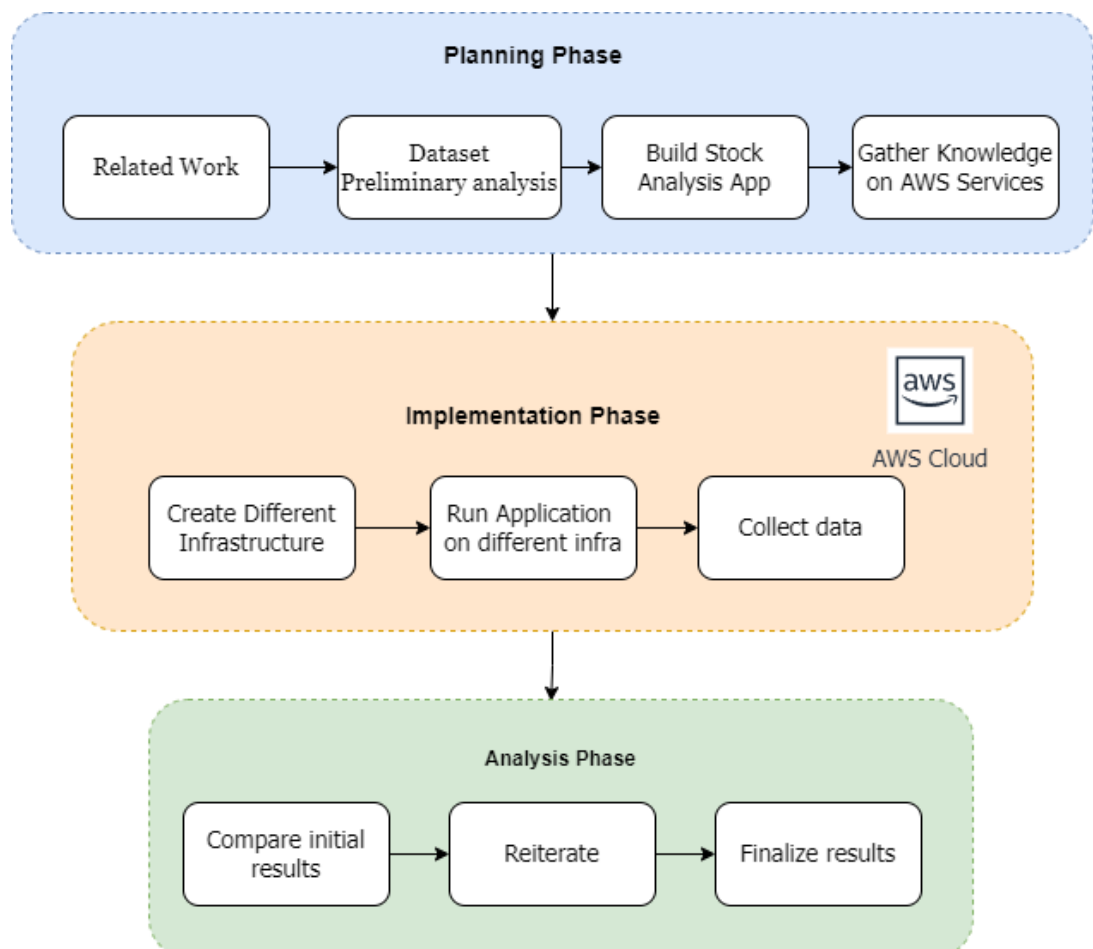 Planning Phase
Related Work
Dataset
Preliminary analysis
Build Stock
Analysis App
Gather Knowledge
on AWS Services
aws
AWS Cloud
Implementation Phase
Create Different
Infrastructure
Run Application
on different infra
Collect data
Analysis Phase
Compare initial
results
Reiterate
Finalize results